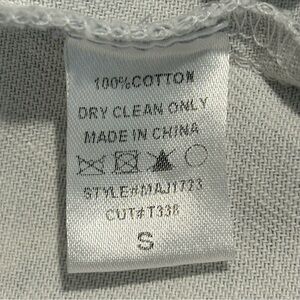 100%COTTON
DRY CLEAN ONLY
MADE IN CHINA
STYLE#MAJ1723
CUT#T338
S